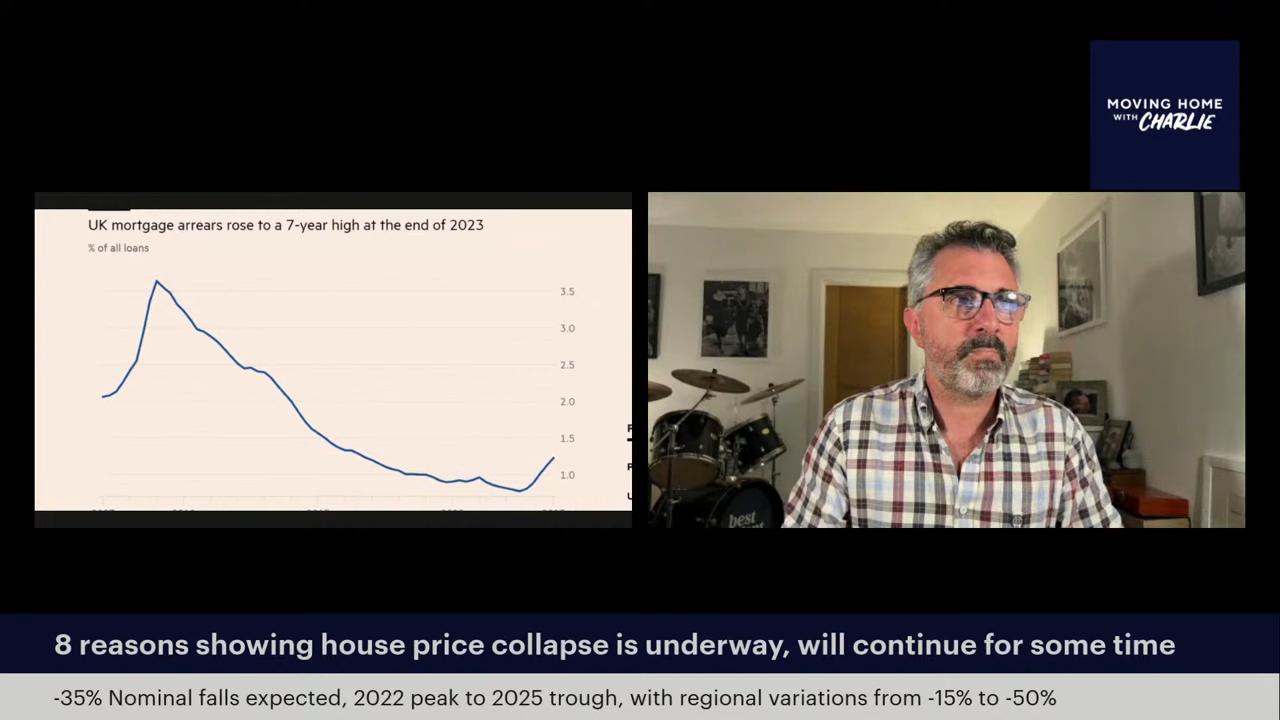 MOVING HOME
WITH CHARLIE
UK mortgage arrears rose to a 7-year high at the end of 2023
% of all loans
3.5
3.0
2.5
2.0
1.5
1.0
best
8 reasons showing house price collapse is underway, will continue for some time
-35% Nominal falls expected, 2022 peak to 2025 trough, with regional variations from -15% to -50%